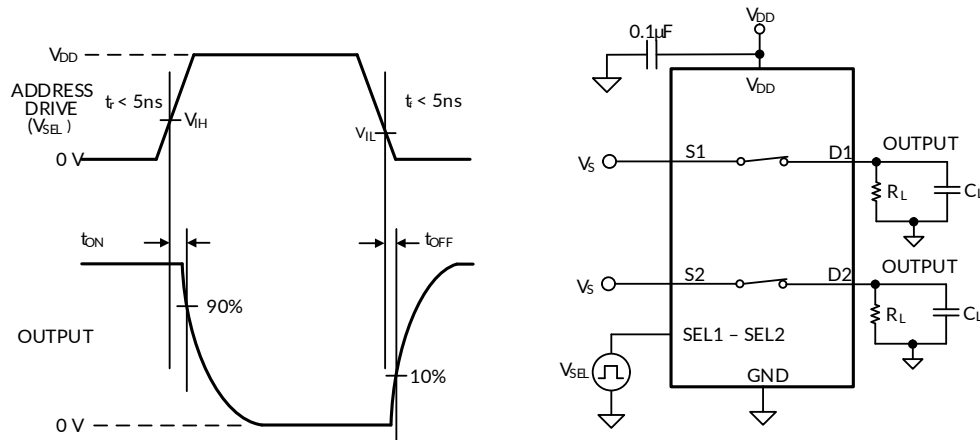 VDD
ADDRESS
DRIVE
(VSEL)
tr < 5ns
VIH
0 V
tf < 5ns
VIL
tON
tOFF
90%
OUTPUT
10%
0 V
VDD
0.1µF
VDD
VS
S1
D1
OUTPUT
RL
CL
VS
S2
D2
OUTPUT
RL
CL
SEL1 – SEL2
VSEL
GND